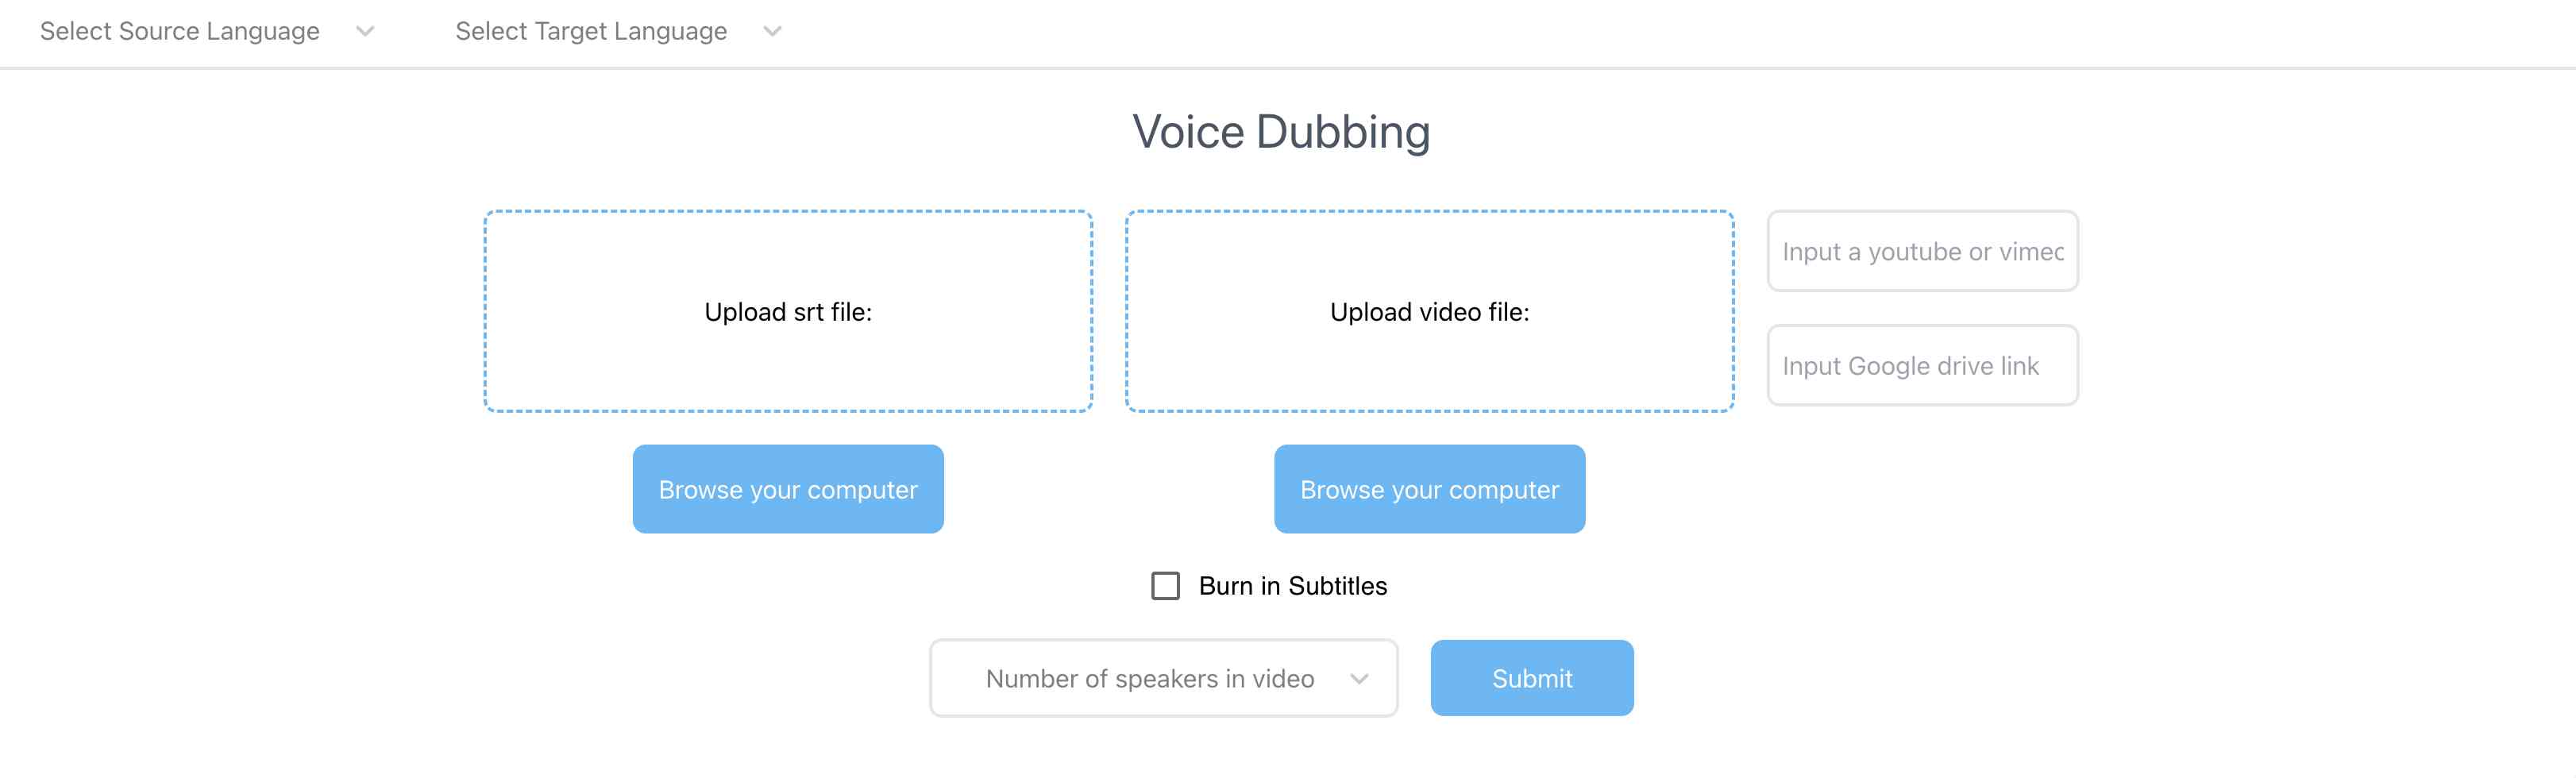 Select Source Language
Select Target Language
Voice Dubbing
Upload srt file:
Upload video file:
Input a youtube or vimec
Input Google drive link
Browse your computer
Browse your computer
Burn in Subtitles
Number of speakers in video
Submit